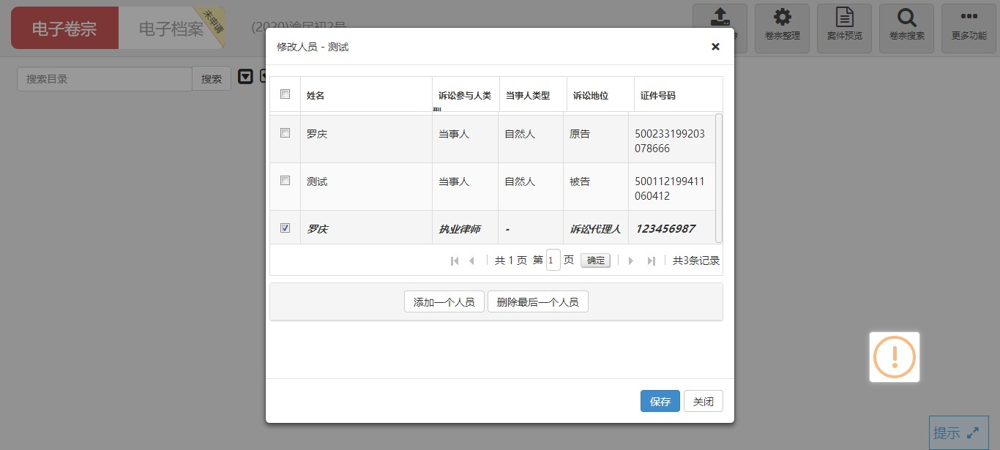 电子卷宗
电子档案
未申请
(2020)渝民初2号
卷宗整理
案件预览
卷宗搜索
更多功能
搜索目录
搜索
修改人员 - 测试
姓名
诉讼参与人类型
当事人类型
诉讼地位
证件号码
罗庆
当事人
自然人
原告
500233199203
078666
测试
当事人
自然人
被告
500112199411
060412
罗庆
执业律师
-
诉讼代理人
123456987
共 1 页 第 1 页 确定 共3条记录
添加一个人员
删除最后一个人员
保存
关闭
提示